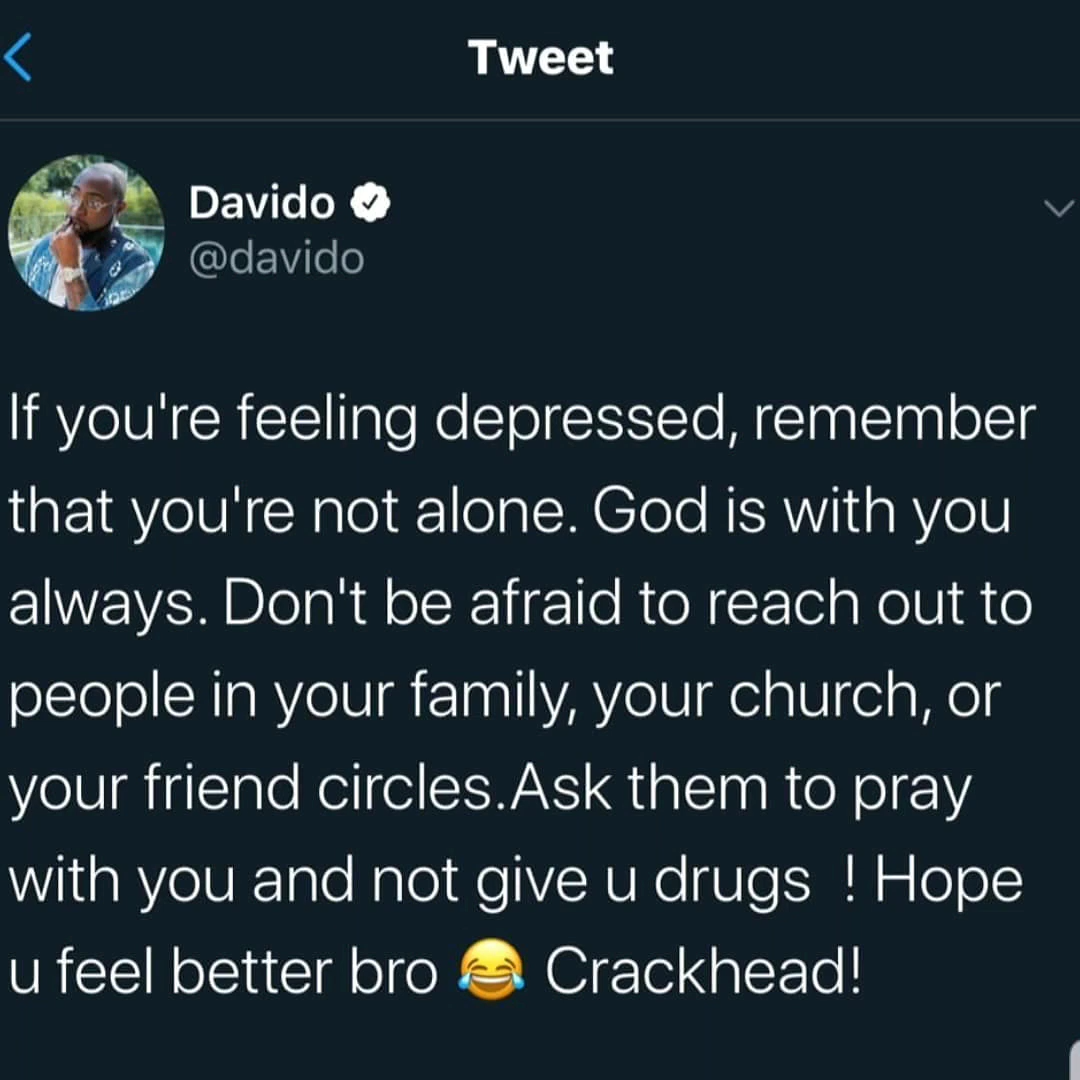 Tweet
Davido
@davido
If you're feeling depressed, remember
that you're not alone. God is with you
always. Don't be afraid to reach out to
people in your family, your church, or
your friend circles.Ask them to pray
with you and not give u drugs  ! Hope
u feel better bro 😂 Crackhead!